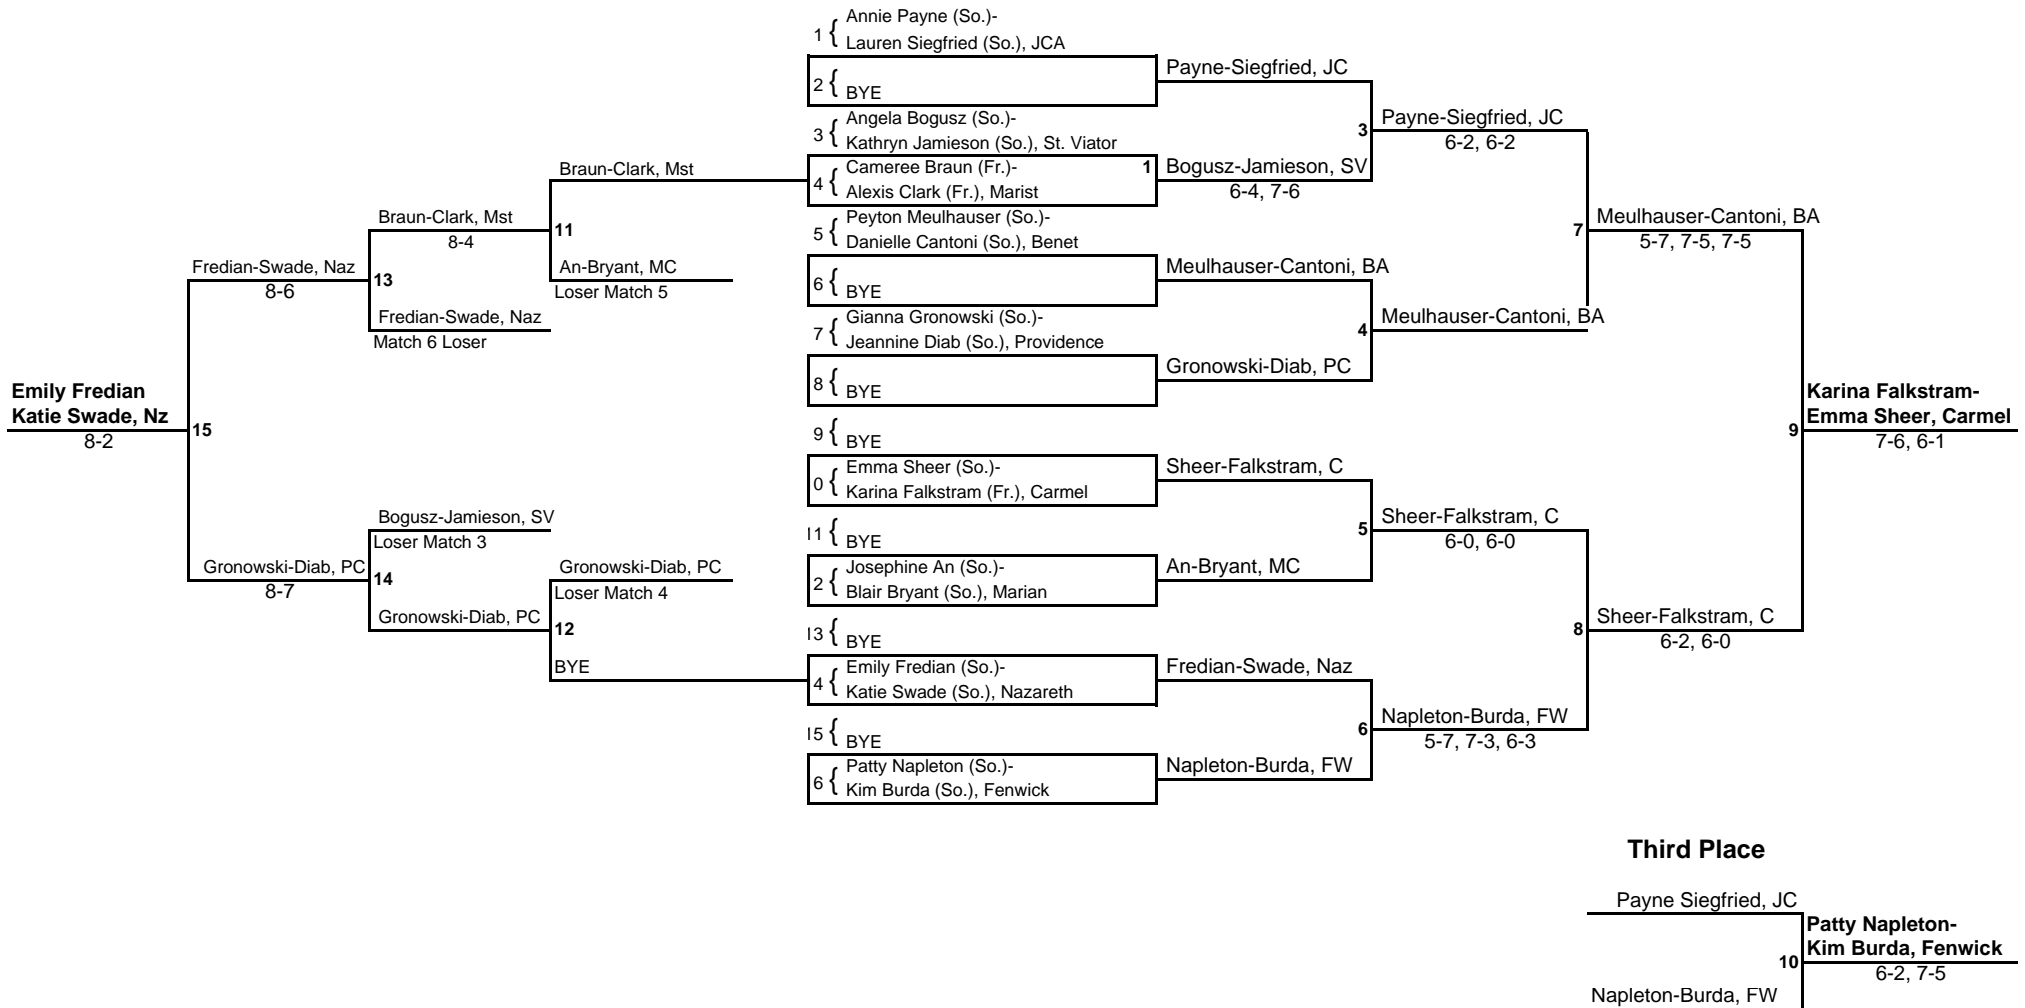 1 { Annie Payne (So.)-
Lauren Siegfried (So.), JCA
2 { BYE
3 { Angela Bogusz (So.)-
Kathryn Jamieson (So.), St. Viator
4 { Cameree Braun (Fr.)-
Alexis Clark (Fr.), Marist
5 { Peyton Meulhauser (So.)-
Danielle Cantoni (So.), Benet
6 { BYE
7 { Gianna Gronowski (So.)-
Jeannine Diab (So.), Providence
8 { BYE
9 { BYE
0 { Emma Sheer (So.)-
Karina Falkstram (Fr.), Carmel
11 { BYE
2 { Josephine An (So.)-
Blair Bryant (So.), Marian
13 { BYE
4 { Emily Fredian (So.)-
Katie Swade (So.), Nazareth
15 { BYE
6 { Patty Napleton (So.)-
Kim Burda (So.), Fenwick
Payne-Siegfried, JC
1
Bogusz-Jamieson, SV
6-4, 7-6
Meulhauser-Cantoni, BA
Gronowski-Diab, PC
Sheer-Falkstram, C
An-Bryant, MC
Fredian-Swade, Naz
Napleton-Burda, FW
3
Payne-Siegfried, JC
6-2, 6-2
4
Meulhauser-Cantoni, BA
5
Sheer-Falkstram, C
6-0, 6-0
6
Napleton-Burda, FW
5-7, 7-3, 6-3
7
Meulhauser-Cantoni, BA
5-7, 7-5, 7-5
8
Sheer-Falkstram, C
6-2, 6-0
9
Karina Falkstram-
Emma Sheer, Carmel
7-6, 6-1
Braun-Clark, Mst
11
An-Bryant, MC
Loser Match 5
Braun-Clark, Mst
8-4
13
Fredian-Swade, Naz
Match 6 Loser
Fredian-Swade, Naz
8-6
Emily Fredian
Katie Swade, Nz
8-2
15
Bogusz-Jamieson, SV
Loser Match 3
Gronowski-Diab, PC
8-7
14
Gronowski-Diab, PC
Loser Match 4
Gronowski-Diab, PC
12
BYE
Third Place
Payne Siegfried, JC
10
Patty Napleton-
Kim Burda, Fenwick
6-2, 7-5
Napleton-Burda, FW